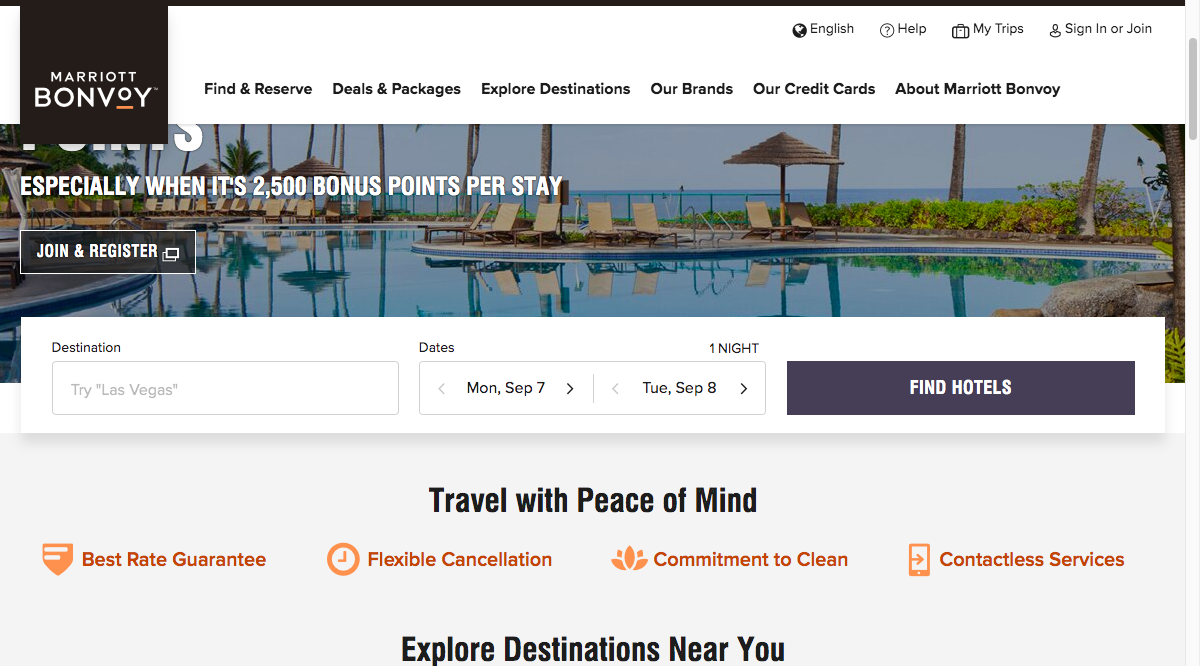 English
Help
My Trips
Sign In or Join
MARRIOTT
BONVOY™
Find & Reserve
Deals & Packages
Explore Destinations
Our Brands
Our Credit Cards
About Marriott Bonvoy
POINTS
ESPECIALLY WHEN IT'S 2,500 BONUS POINTS PER STAY
JOIN & REGISTER
Destination
Dates
1 NIGHT
Try "Las Vegas"
Mon, Sep 7
Tue, Sep 8
FIND HOTELS
Travel with Peace of Mind
Best Rate Guarantee
Flexible Cancellation
Commitment to Clean
Contactless Services
Explore Destinations Near You